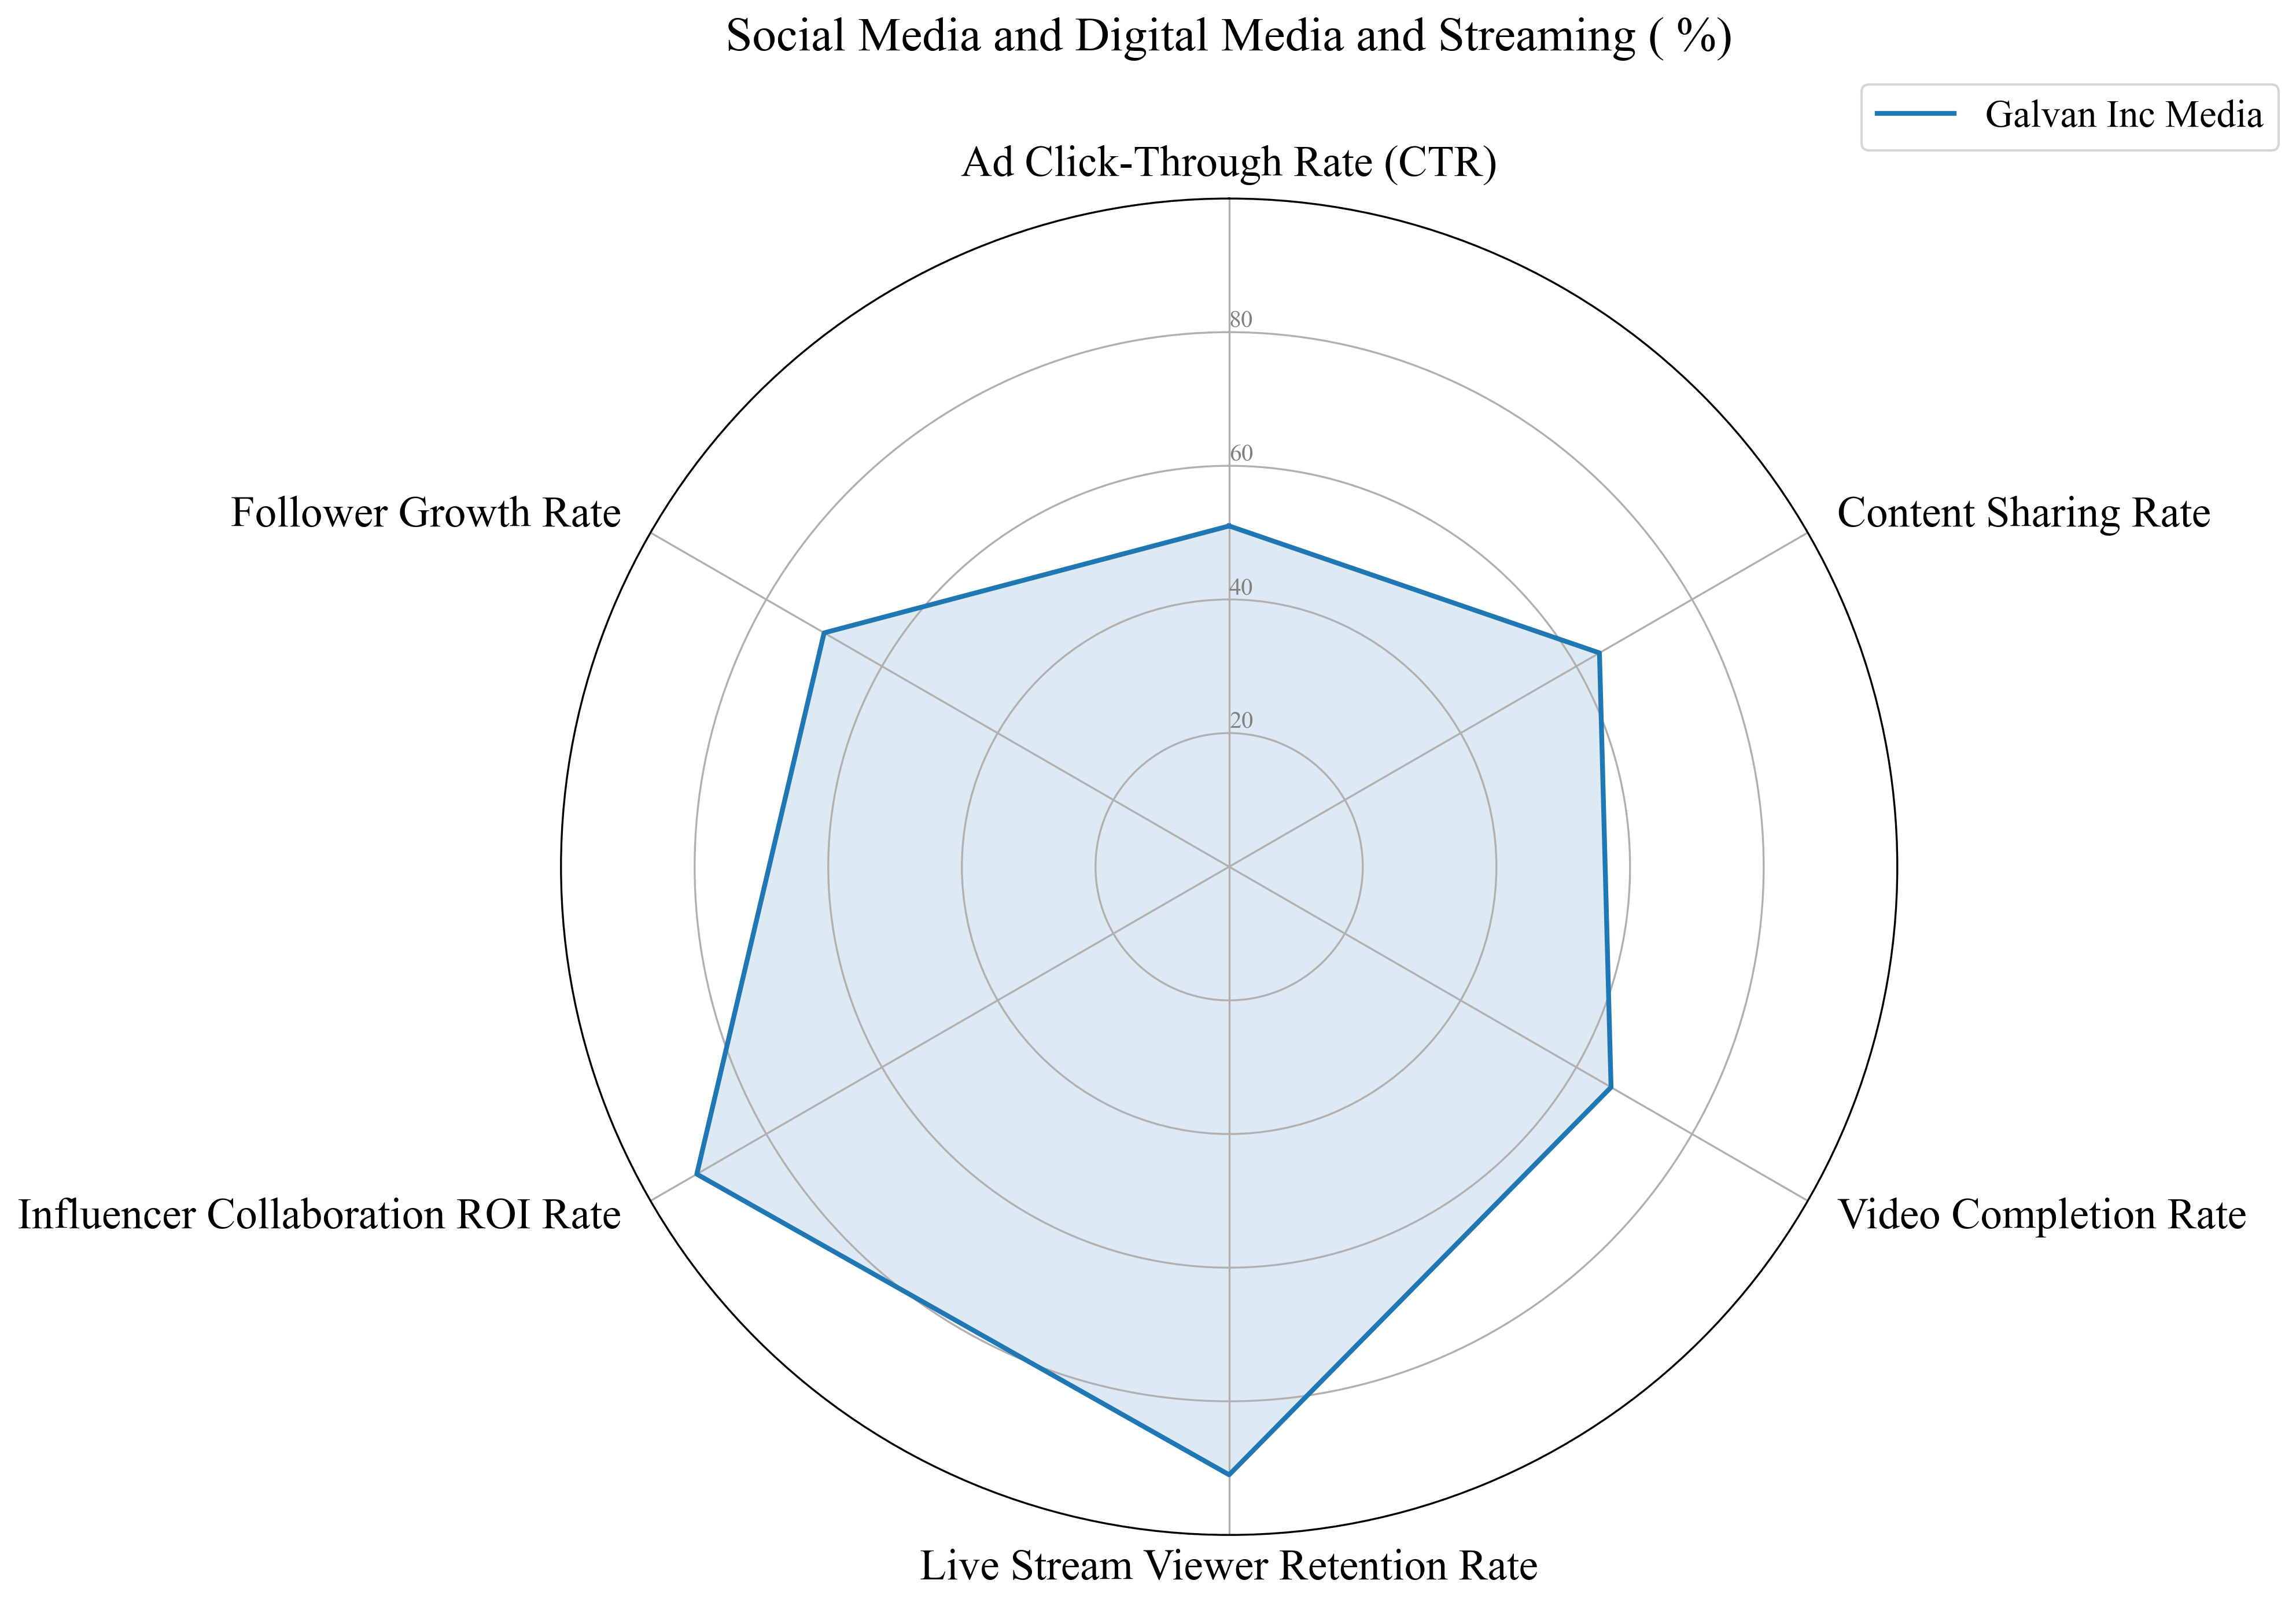 Social Media and Digital Media and Streaming ( %)
Galvan Inc Media
Ad Click-Through Rate (CTR)
80
60
Follower Growth Rate
Content Sharing Rate
40
20
Influencer Collaboration ROI Rate
Video Completion Rate
Live Stream Viewer Retention Rate